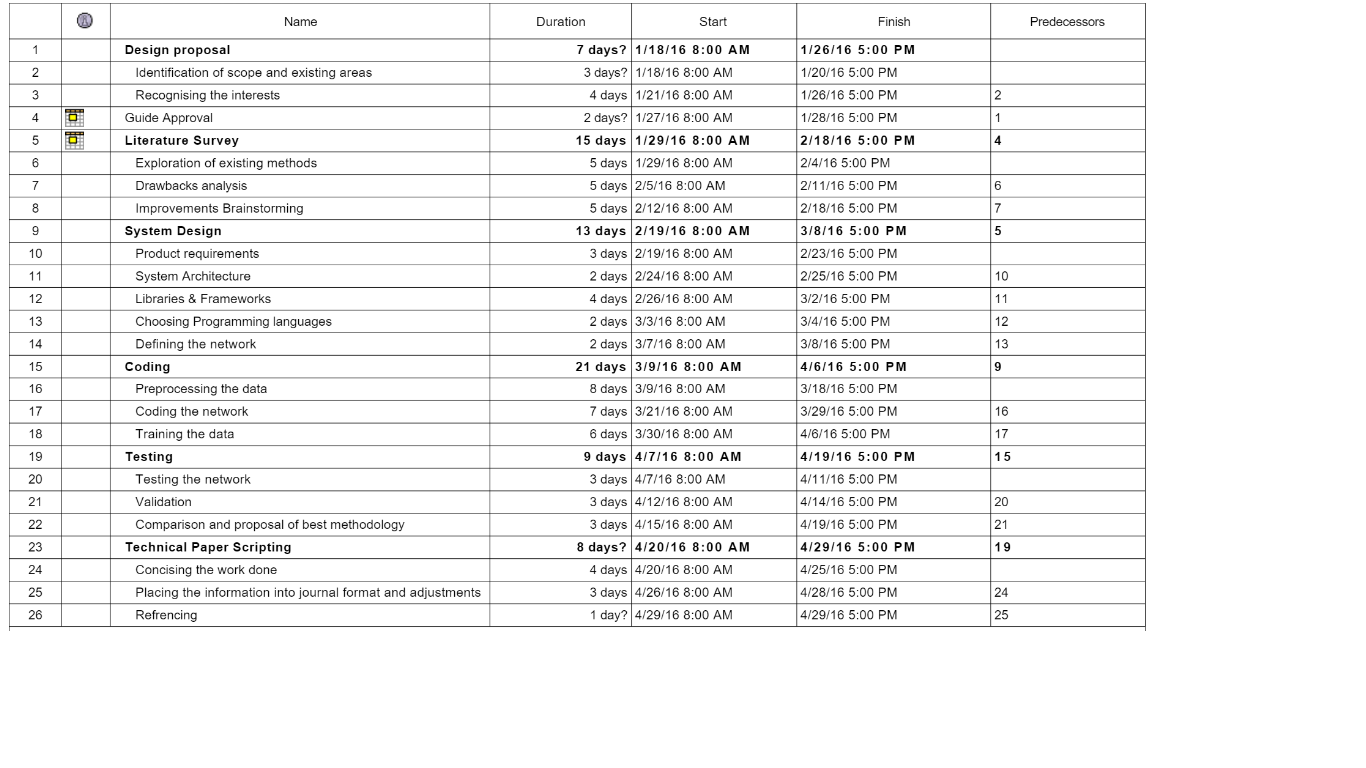 Name Duration Start Finish Predecessors
1 Design proposal 7 days? 1/18/16 8:00 AM 1/26/16 5:00 PM
2 Identification of scope and existing areas 3 days? 1/18/16 8:00 AM 1/20/16 5:00 PM
3 Recognising the interests 4 days 1/21/16 8:00 AM 1/26/16 5:00 PM 2
4 Guide Approval 2 days? 1/27/16 8:00 AM 1/28/16 5:00 PM 1
5 Literature Survey 15 days 1/29/16 8:00 AM 2/18/16 5:00 PM 4
6 Exploration of existing methods 5 days 1/29/16 8:00 AM 2/4/16 5:00 PM
7 Drawbacks analysis 5 days 2/5/16 8:00 AM 2/11/16 5:00 PM 6
8 Improvements Brainstorming 5 days 2/12/16 8:00 AM 2/18/16 5:00 PM 7
9 System Design 13 days 2/19/16 8:00 AM 3/8/16 5:00 PM 5
10 Product requirements 3 days 2/19/16 8:00 AM 2/23/16 5:00 PM
11 System Architecture 2 days 2/24/16 8:00 AM 2/25/16 5:00 PM 10
12 Libraries & Frameworks 4 days 2/26/16 8:00 AM 3/2/16 5:00 PM 11
13 Choosing Programming languages 2 days 3/3/16 8:00 AM 3/4/16 5:00 PM 12
14 Defining the network 2 days 3/7/16 8:00 AM 3/8/16 5:00 PM 13
15 Coding 21 days 3/9/16 8:00 AM 4/6/16 5:00 PM 9
16 Preprocessing the data 8 days 3/9/16 8:00 AM 3/18/16 5:00 PM
17 Coding the network 7 days 3/21/16 8:00 AM 3/29/16 5:00 PM 16
18 Training the data 6 days 3/30/16 8:00 AM 4/6/16 5:00 PM 17
19 Testing 9 days 4/7/16 8:00 AM 4/19/16 5:00 PM 15
20 Testing the network 3 days 4/7/16 8:00 AM 4/11/16 5:00 PM
21 Validation 3 days 4/12/16 8:00 AM 4/14/16 5:00 PM 20
22 Comparison and proposal of best methodology 3 days 4/15/16 8:00 AM 4/19/16 5:00 PM 21
23 Technical Paper Scripting 8 days? 4/20/16 8:00 AM 4/29/16 5:00 PM 19
24 Concising the work done 4 days 4/20/16 8:00 AM 4/25/16 5:00 PM
25 Placing the information into journal format and adjustments 3 days 4/26/16 8:00 AM 4/28/16 5:00 PM 24
26 Refrencing 1 day? 4/29/16 8:00 AM 4/29/16 5:00 PM 25